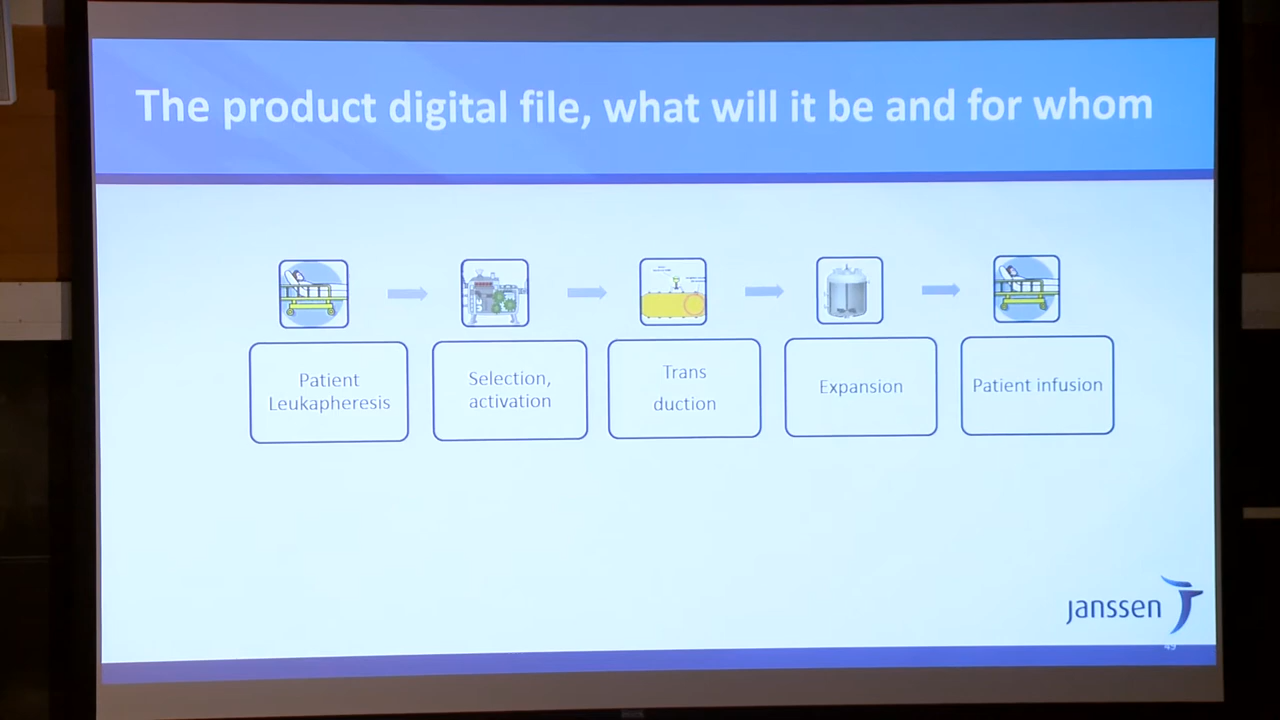 The product digital file, what will it be and for whom
Patient
Leukapheresis
Selection,
activation
Trans
duction
Expansion
Patient infusion
janssen
49